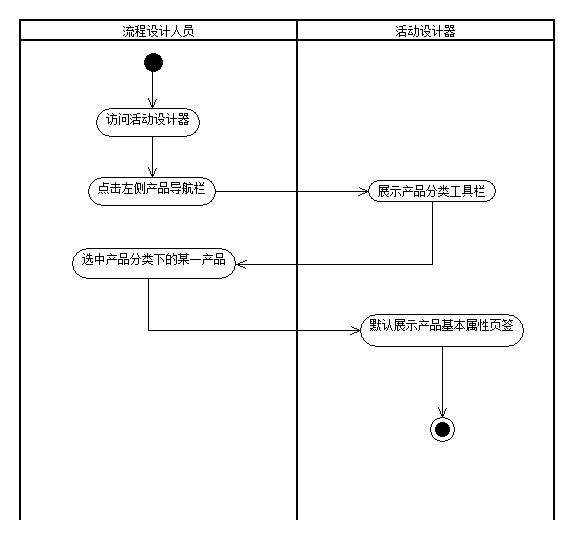 流程设计人员
活动设计器
访问活动设计器
点击左侧产品导航栏
展示产品分类工具栏
选中产品分类下的某一产品
默认展示产品基本属性页签